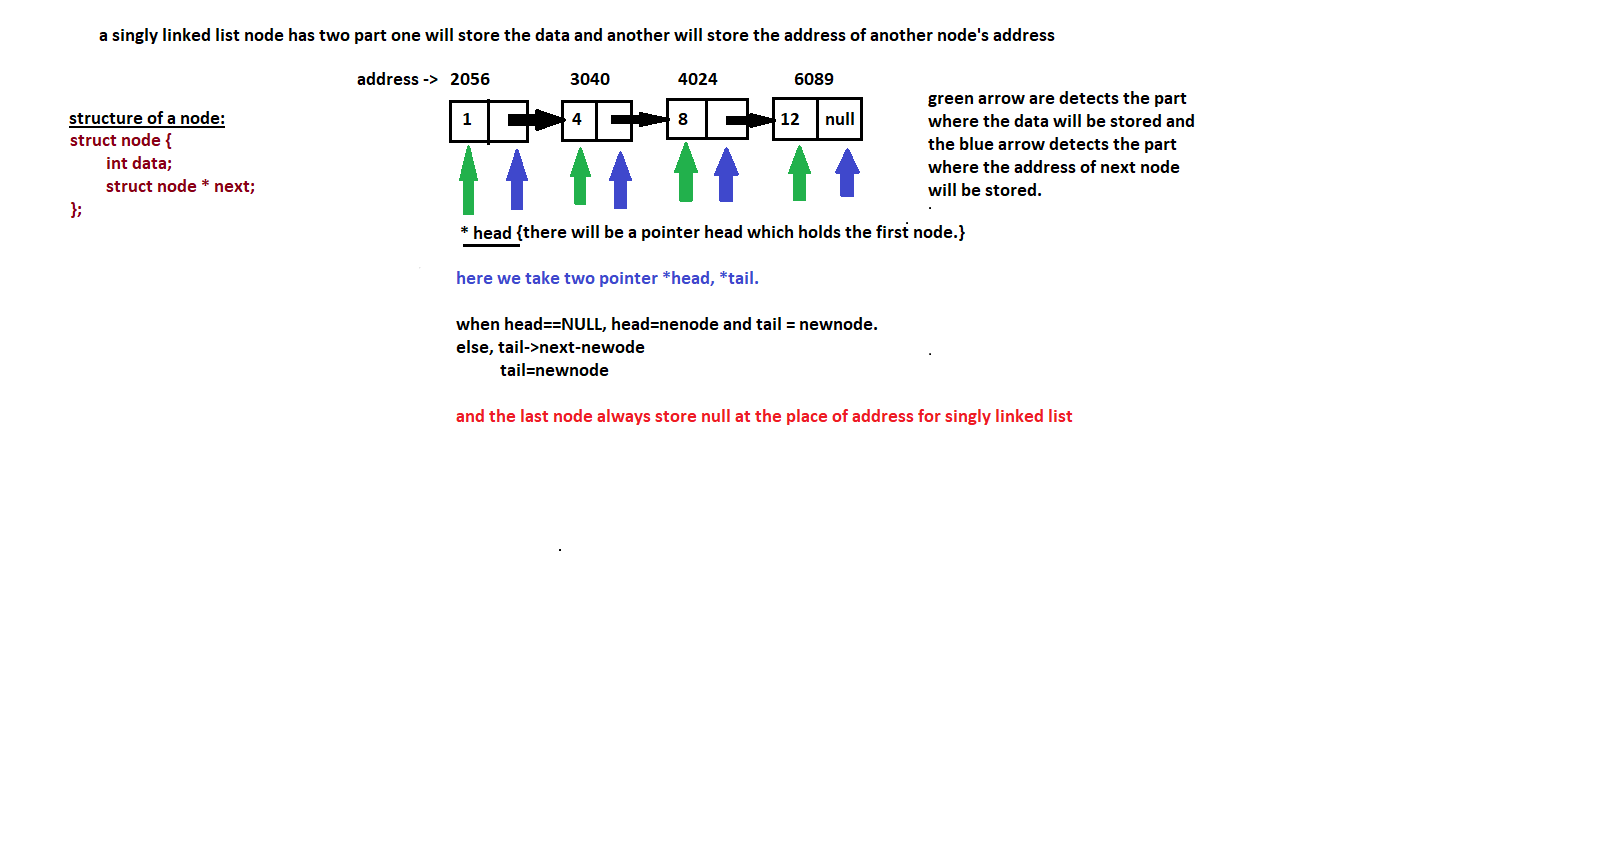 a singly linked list node has two part one will store the data and another will store the address of another node's address
address -> 2056 3040 4024 6089
structure of a node:
struct node {
int data;
struct node * next;
};
1 4 8 12 null
green arrow are detects the part
where the data will be stored and
the blue arrow detects the part
where the address of next node
will be stored.
* head {there will be a pointer head which holds the first node.}
here we take two pointer *head, *tail.
when head==NULL, head=nenode and tail = newnode.
else, tail->next-newode
tail=newnode
and the last node always store null at the place of address for singly linked list